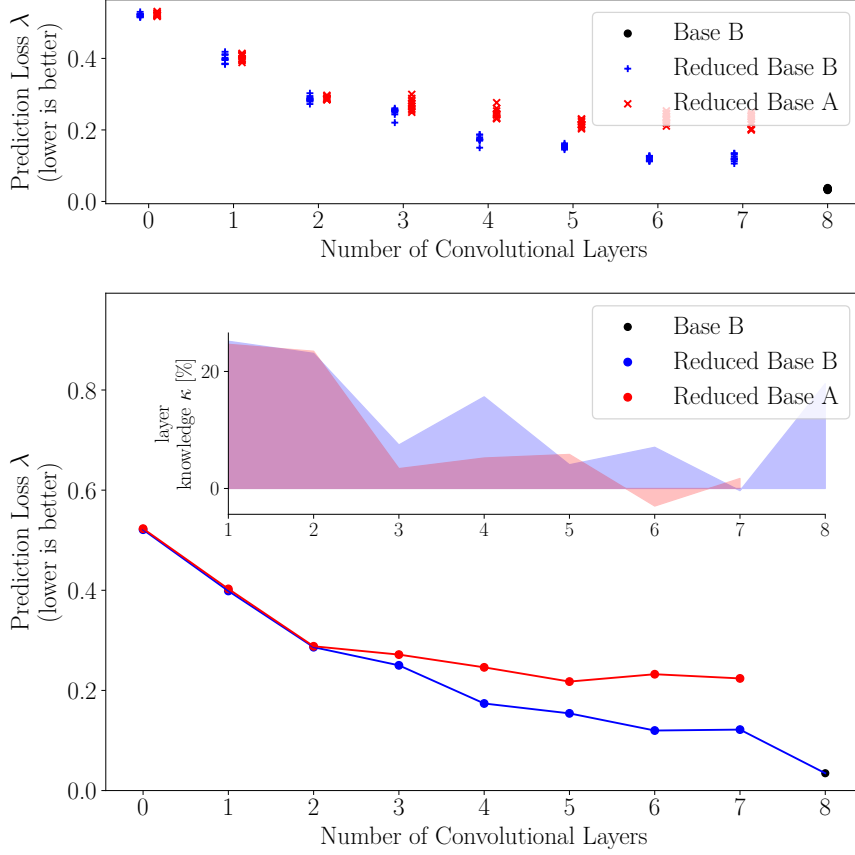 Prediction Loss λ
(lower is better)
0.4
0.2
0.0
Base B
Reduced Base B
Reduced Base A
0 1 2 3 4 5 6 7 8
Number of Convolutional Layers
Prediction Loss λ
(lower is better)
0.8
0.6
0.4
0.2
0.0
layer
knowledge κ [%]
20
0
1 2 3 4 5 6 7 8
Base B
Reduced Base B
Reduced Base A
0 1 2 3 4 5 6 7 8
Number of Convolutional Layers